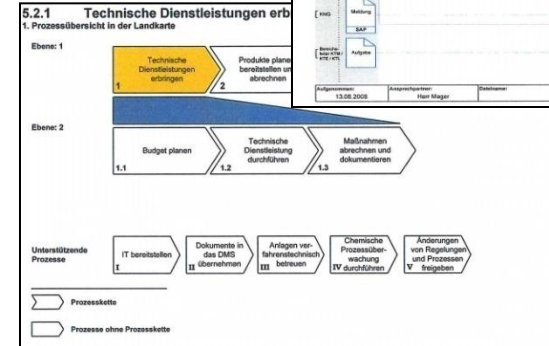 5.2.1 Technische Dienstleistungen erb
1. Prozessübersicht in der Landkarte
Ebene: 1
Technische
Dienstleistungen
erbringen
1
Produkte plane
bereitstellen un
abrechnen
2
Meldung
SAP
Aufgabe
Aufgenommen:
13.08.2008
Ansprechpartner:
Herr Mager
Dateiname:
Ebene: 2
Budget planen
1.1
Technische
Dienstleistung
durchführen
1.2
Maßnahmen
abrechnen und
dokumentieren
1.3
Unterstützende
Prozesse
IT bereitstellen
I
Dokumente in
das DMS
II übernehmen
Anlagen ver-
fahrenstechnisch
III betreuen
Chemische
Prozessüber-
wachung
IV durchführen
Änderungen
von Regelungen
und Prozessen
V freigeben
Prozesskette
Prozesse ohne Prozesskette